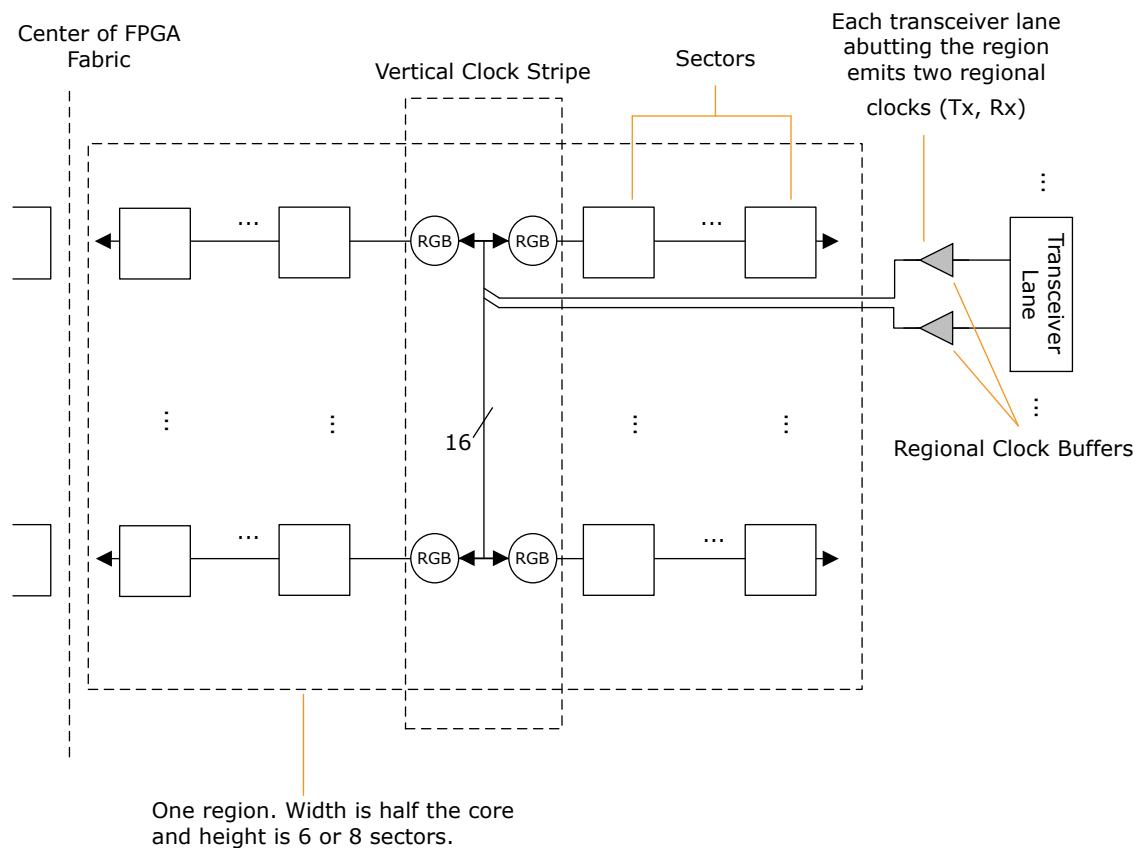 Center of FPGA
Fabric
Vertical Clock Stripe
Sectors
Each transceiver lane
abutting the region
emits two regional
clocks (Tx, Rx)
...
... ...
RGB RGB
Transceiver
Lane
... ... ... ...
16
...
Regional Clock Buffers
... ...
RGB RGB
One region. Width is half the core
and height is 6 or 8 sectors.